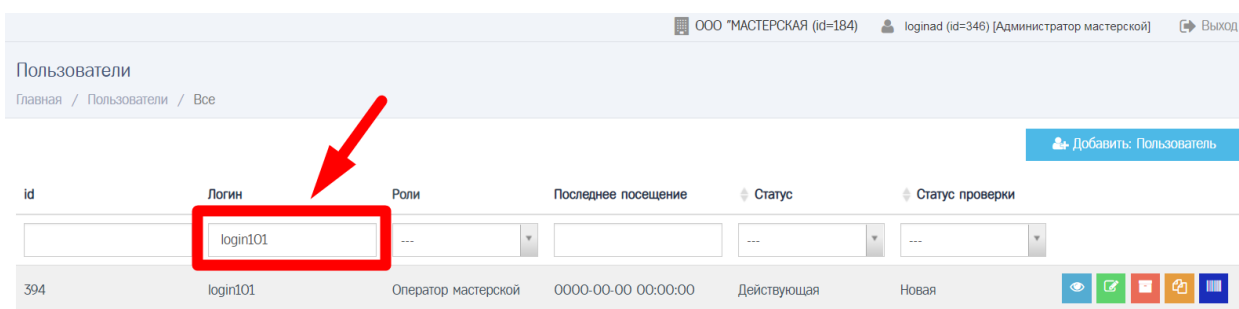 ООО "МАСТЕРСКАЯ (id=184) loginad (id=346) [Администратор мастерской] Выход
Пользователи
Главная / Пользователи / Все
Добавить: Пользователь
id Логин Роли Последнее посещение Статус Статус проверки
login101 --- --- ---
394 login101 Оператор мастерской 0000-00-00 00:00:00 Действующая Новая